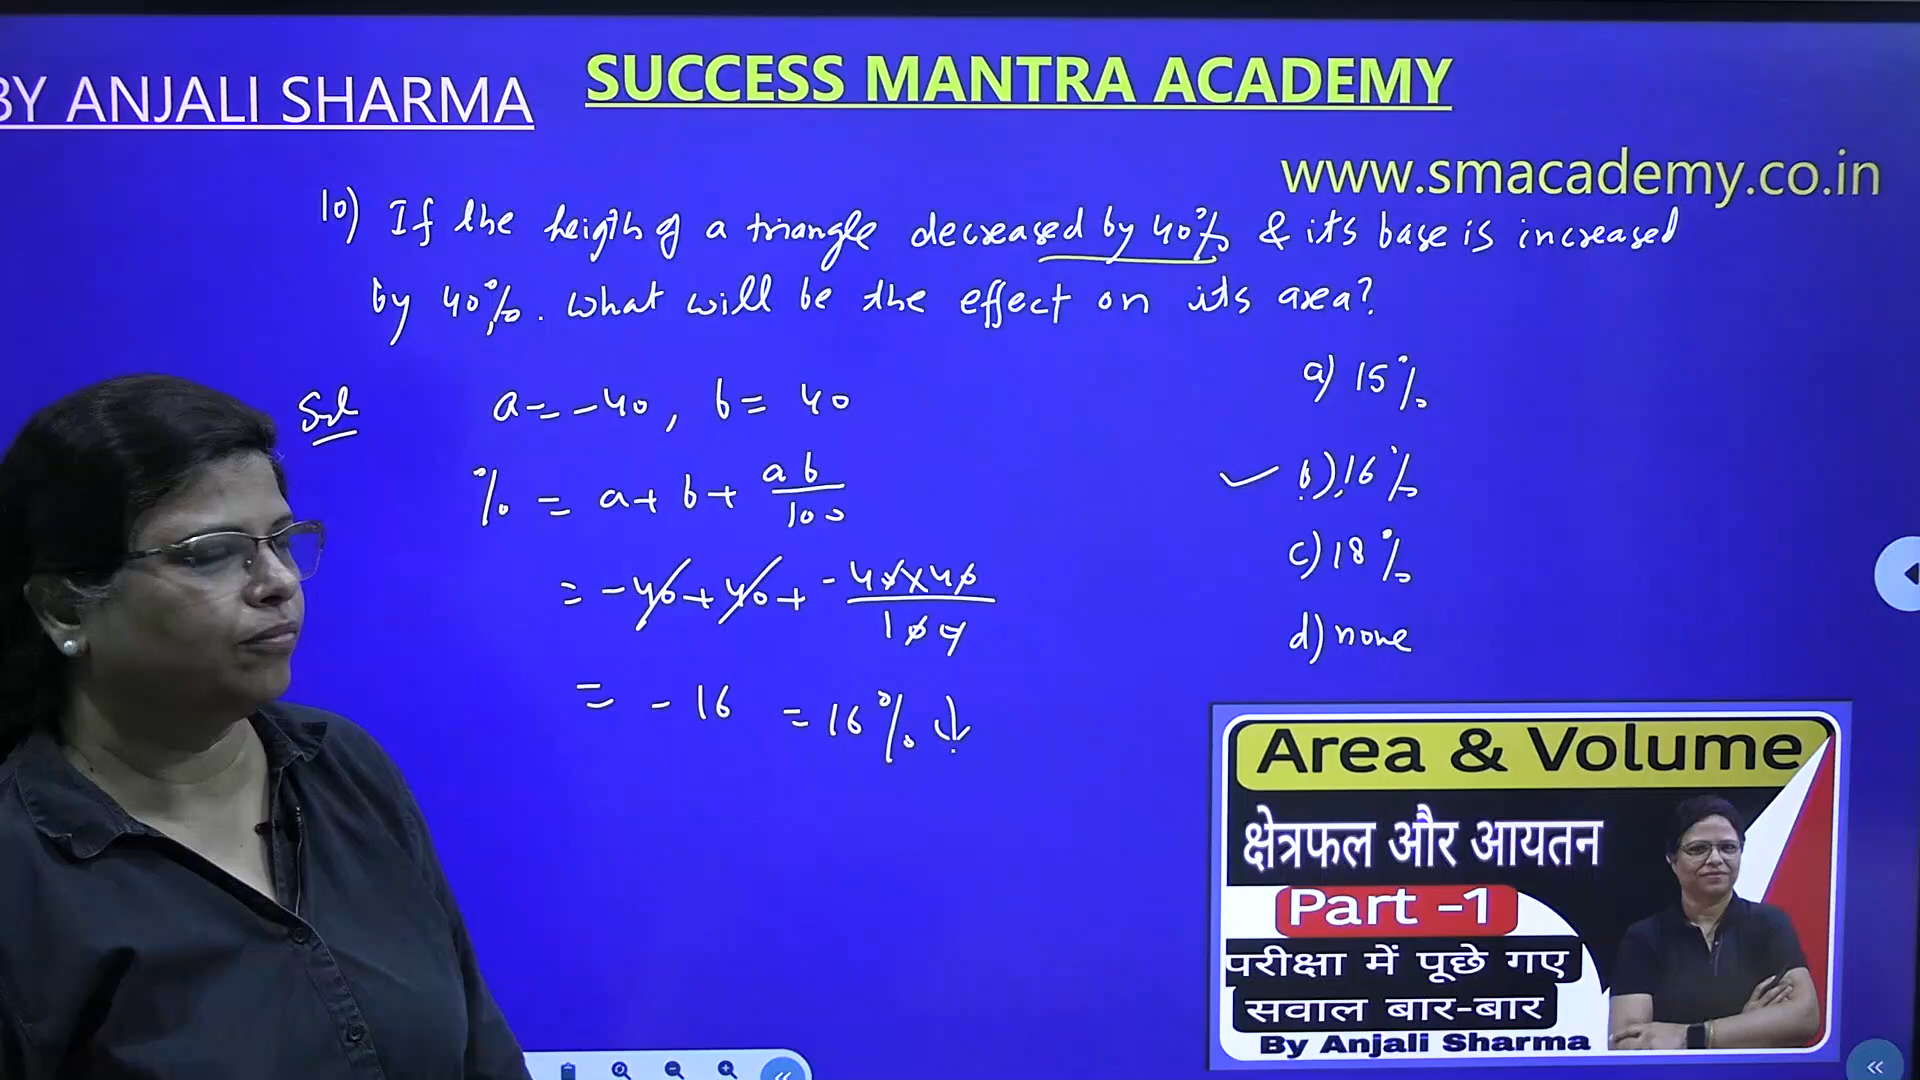 BY ANJALI SHARMA
SUCCESS MANTRA ACADEMY
www.smacademy.co.in
10) If the heigth of a triangle decreased by 40% & its base is increased
by 40%. What will be the effect on its area?
Sol
a = -40, b = 40
% = a + b + ab/100
= -40 + 40 + -40x40/100
= -16 = 16% ↓
a) 15%
✓ b) 16%
c) 18%
d) none
Area & Volume
क्षेत्रफल और आयतन
Part -1
परीक्षा में पूछे गए
सवाल बार-बार
By Anjali Sharma